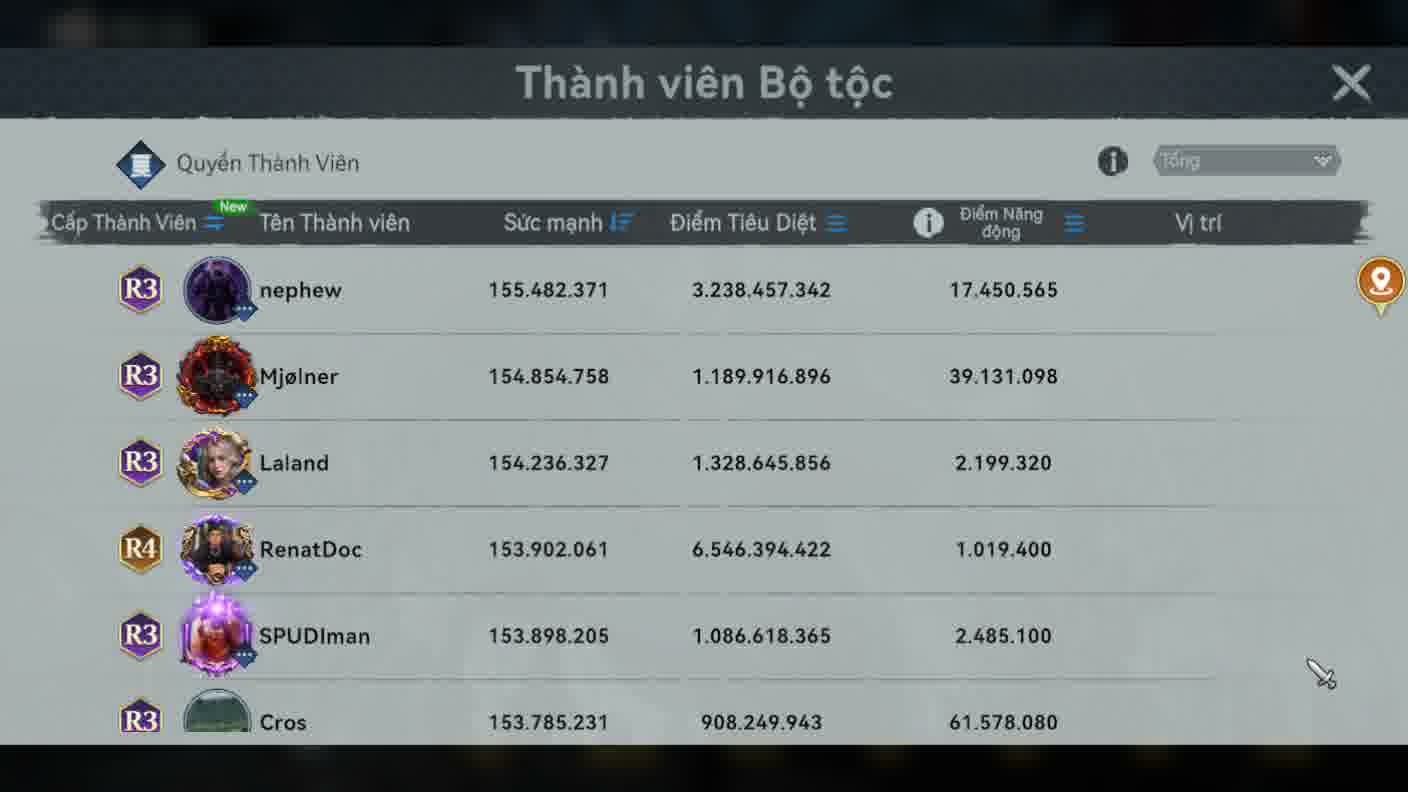 Thành viên Bộ tộc
Quyển Thành Viên
Tổng
Cấp Thành Viên New Tên Thành viên Sức mạnh Điểm Tiêu Diệt Điểm Năng động Vị trí
R3 nephew 155.482.371 3.238.457.342 17.450.565
R3 Mjølner 154.854.758 1.189.916.896 39.131.098
R3 Laland 154.236.327 1.328.645.856 2.199.320
R4 RenatDoc 153.902.061 6.546.394.422 1.019.400
R3 SPUDIman 153.898.205 1.086.618.365 2.485.100
R3 Cros 153.785.231 908.249.943 61.578.080